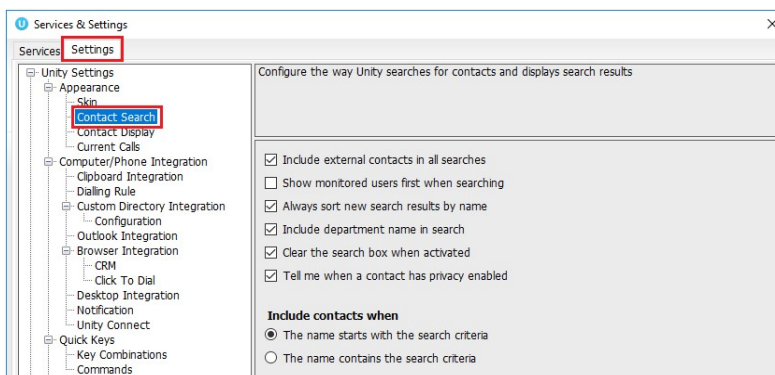 Services & Settings
Services Settings
Unity Settings
Appearance
Skin
Contact Search
Contact Display
Current Calls
Computer/Phone Integration
Clipboard Integration
Dialling Rule
Custom Directory Integration
Configuration
Outlook Integration
Browser Integration
CRM
Click To Dial
Desktop Integration
Notification
Unity Connect
Quick Keys
Key Combinations
Commands
Configure the way Unity searches for contacts and displays search results
Include external contacts in all searches
Show monitored users first when searching
Always sort new search results by name
Include department name in search
Clear the search box when activated
Tell me when a contact has privacy enabled
Include contacts when
The name starts with the search criteria
The name contains the search criteria